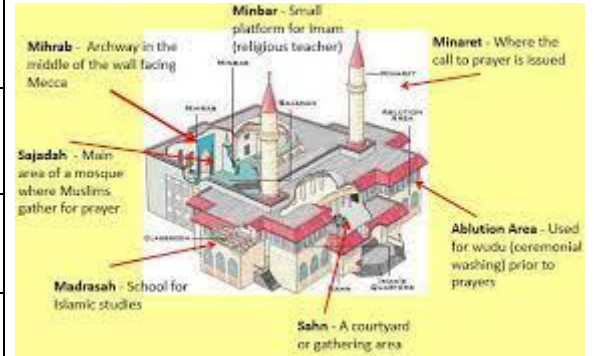 Minbar - Small
platform for Imam
(religious teacher)
Mihrab - Archway in the
middle of the wall facing
Mecca
Minaret - Where the
call to prayer is issued
MINBAR
MINARET
MIHRAB
SAJADAH
ABLUTION
AREA
Sajadah - Main
area of a mosque
where Muslims
gather for prayer
Ablution Area - Used
for wudu (ceremonial
washing) prior to
prayers
CLASSROOM
Madrasah - School for
Islamic studies
SAHN
IMAM'S
QUARTERS
Sahn - A courtyard
or gathering area